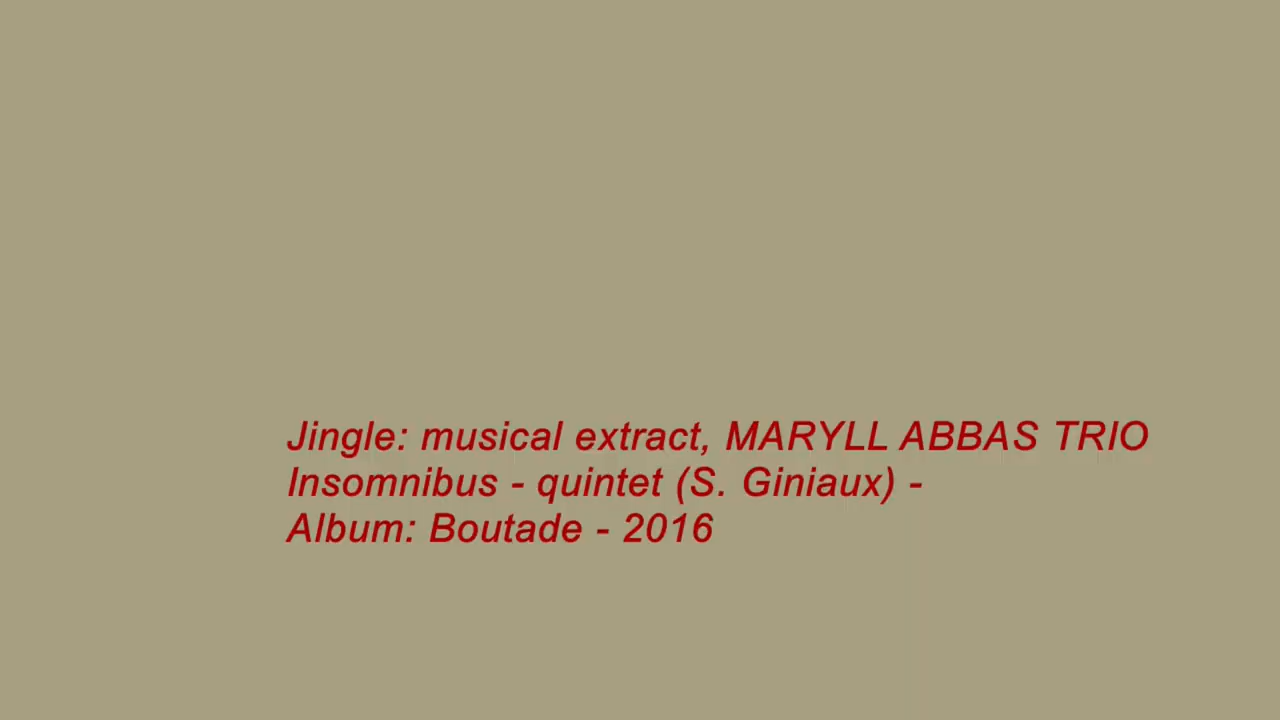 Jingle: musical extract, MARYLL ABBAS TRIO
Insomnibus - quintet (S. Giniaux) -
Album: Boutade - 2016